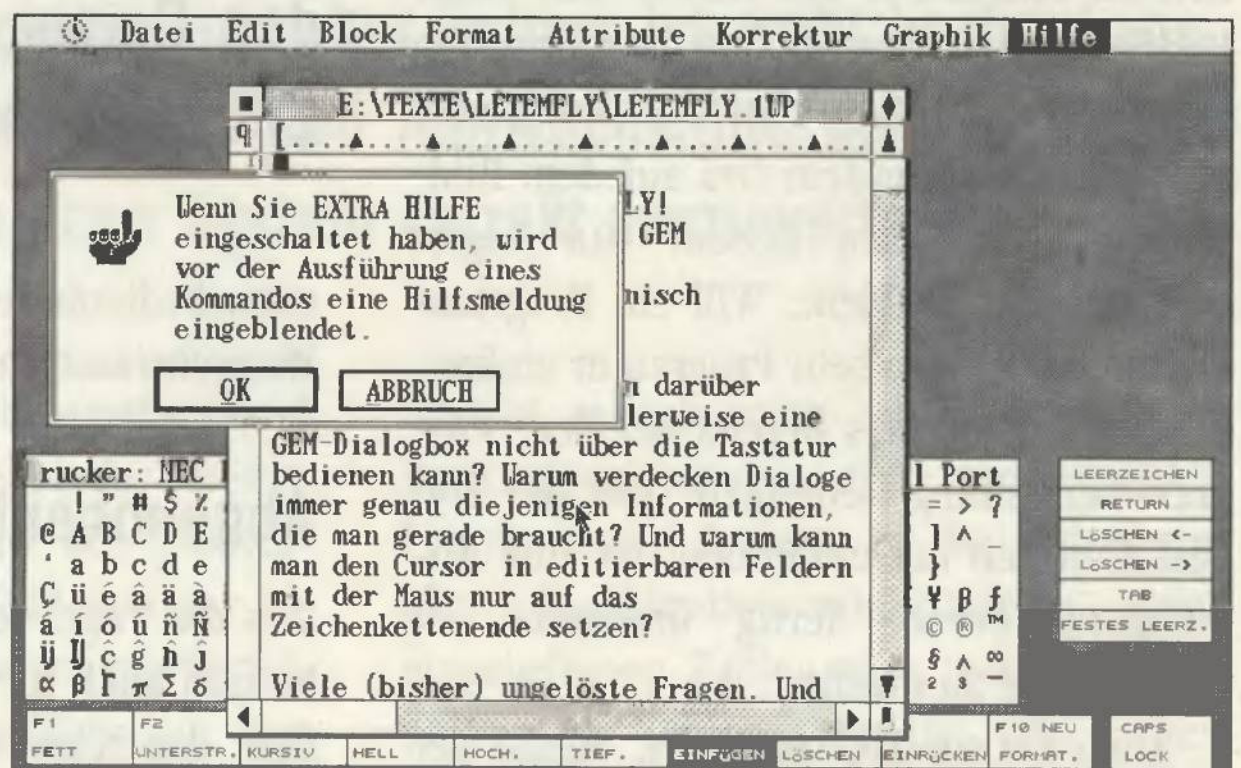 Datei Edit Block Format Attribute Korrektur Graphik Hilfe
E:\TEXTE\LETEMFLY\LETEMFLY.1UP
Wenn Sie EXTRA HILFE
eingeschaltet haben, wird
vor der Ausführung eines
Kommandos eine Hilfsmeldung
eingeblendet.
OK ABBRUCH
LY!
GEM
nisch
n darüber
lerweise eine
GEM-Dialogbox nicht über die Tastatur
bedienen kann? Warum verdecken Dialoge
immer genau diejenigen Informationen,
die man gerade braucht? Und warum kann
man den Cursor in editierbaren Feldern
mit der Maus nur auf das
Zeichenkettenende setzen?
Viele (bisher) ungelöste Fragen. Und
rucker: NEC
! " # $ %
@ A B C D E
‘ a b c d e
Ç ü é â ä à
á í ó ú ñ Ñ
ĳ Ĳ ĉ ĝ ĥ ĵ
α β Γ π Σ δ
l Port
= > ?
] ^ _
}
¥ β ƒ
© ® ™
§ ∧ ∞
² ³ ¯
LEERZEICHEN
RETURN
LöSCHEN <-
LöSCHEN ->
TAB
FESTES LEERZ.
F1 F2 F10 NEU CAPS
FETT UNTERSTR. KURSIV HELL HOCH. TIEF. EINFüGEN LöSCHEN EINRüCKEN FORMAT. LOCK